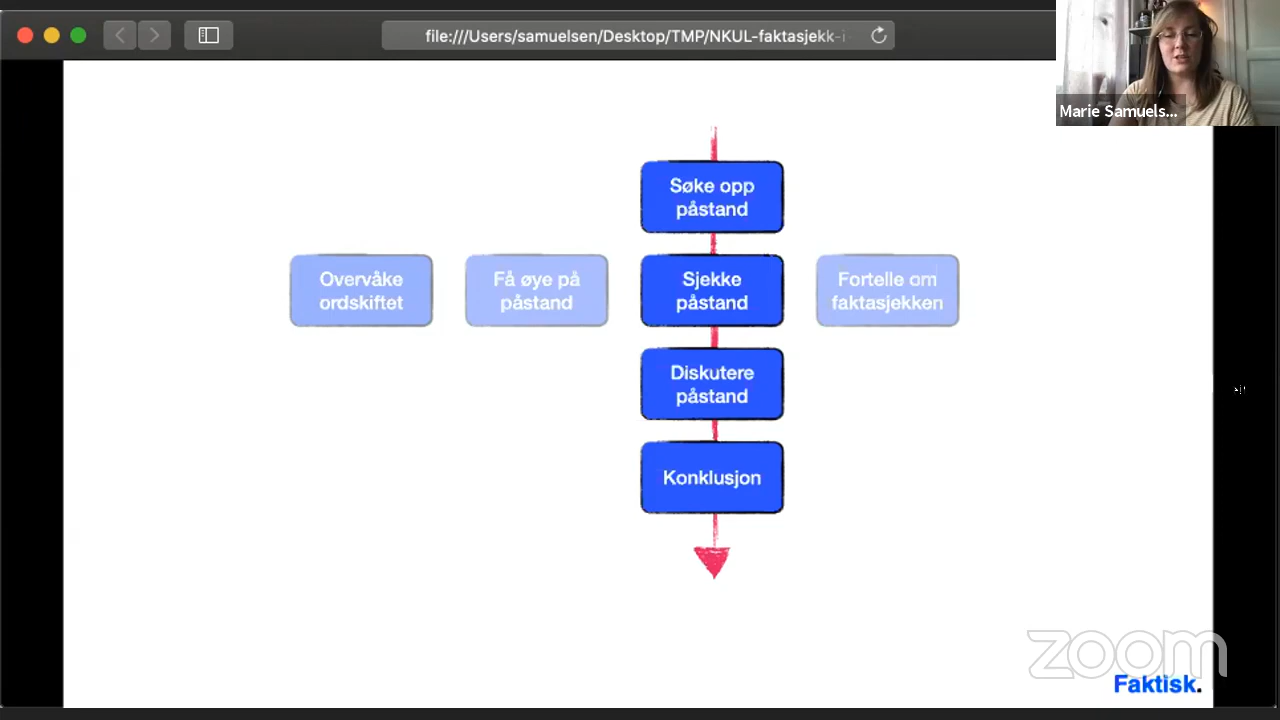 file:///Users/samuelsen/Desktop/TMP/NKUL-faktasjekk-i
Marie Samuels...
Søke opp
påstand
Overvåke
ordskiftet
Få øye på
påstand
Sjekke
påstand
Fortelle om
faktasjekken
Diskutere
påstand
Konklusjon
zoom
Faktisk.